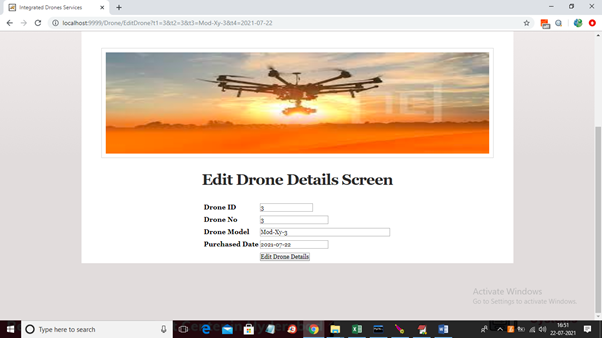 Integrated Drones Services
localhost:9999/Drone/EditDrone?t1=3&t2=3&t3=Mod-Xy-3&t4=2021-07-22
Edit Drone Details Screen
Drone ID 3
Drone No 3
Drone Model Mod-Xy-3
Purchased Date 2021-07-22
Edit Drone Details
Activate Windows
Go to Settings to activate Windows.
Type here to search
16:51
22-07-2021